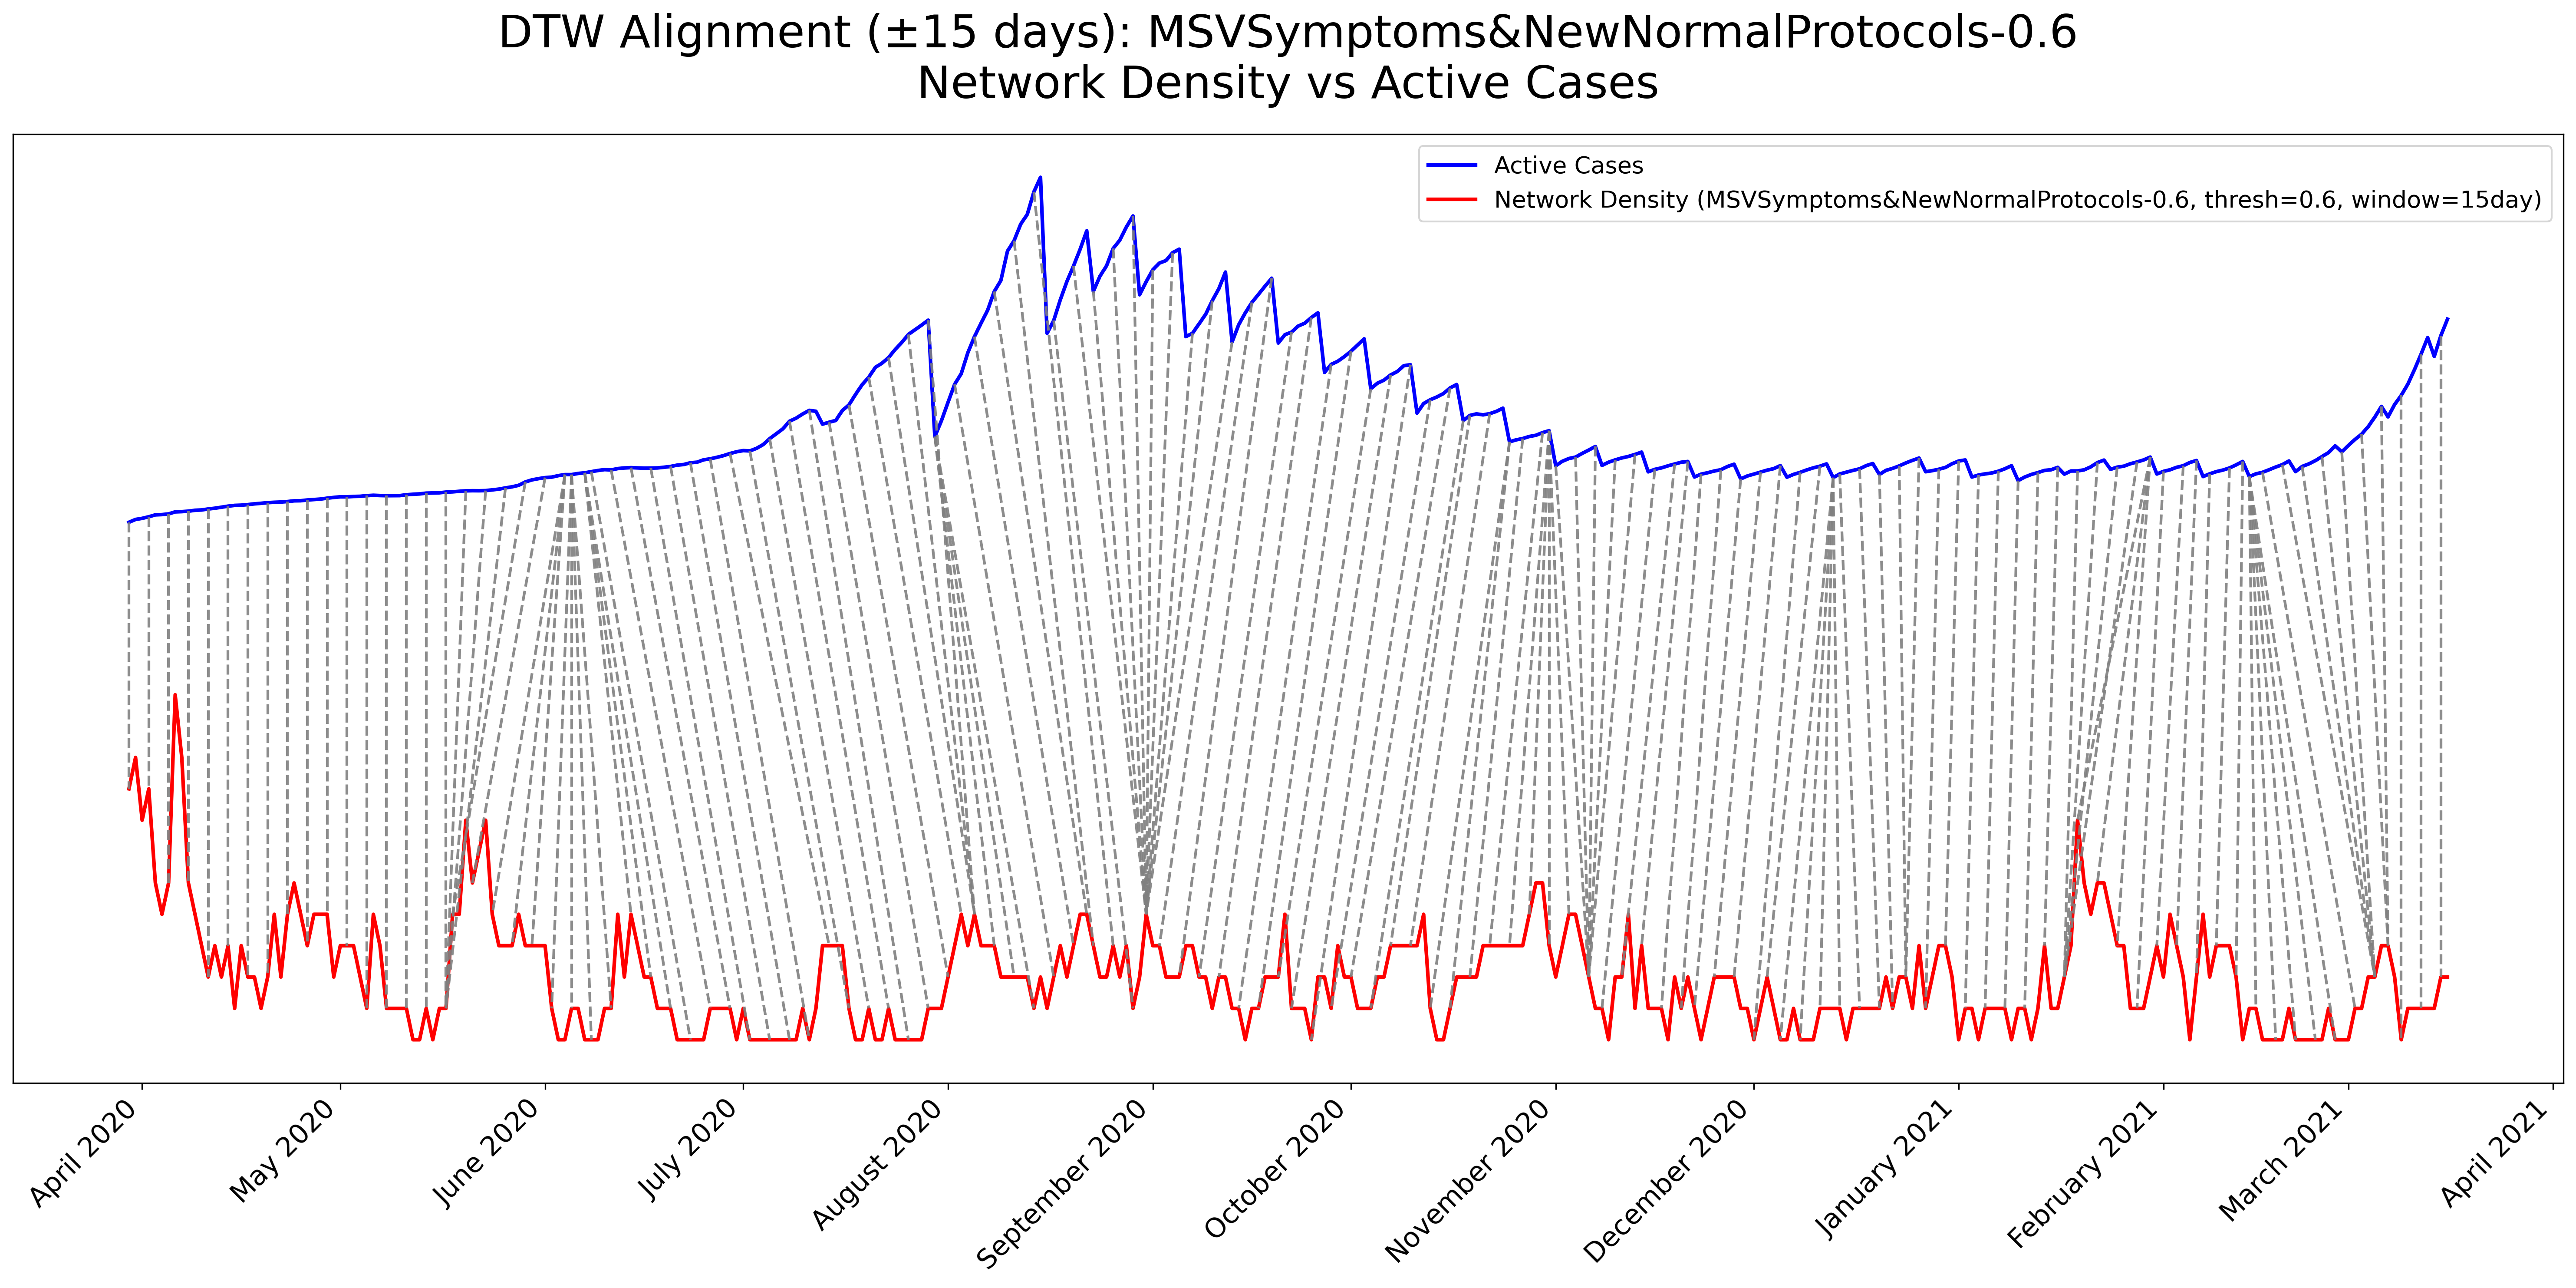 DTW Alignment (±15 days): MSVSymptoms&NewNormalProtocols-0.6
Network Density vs Active Cases
Active Cases
Network Density (MSVSymptoms&NewNormalProtocols-0.6, thresh=0.6, window=15day)
April 2020
May 2020
June 2020
July 2020
August 2020
September 2020
October 2020
November 2020
December 2020
January 2021
February 2021
March 2021
April 2021